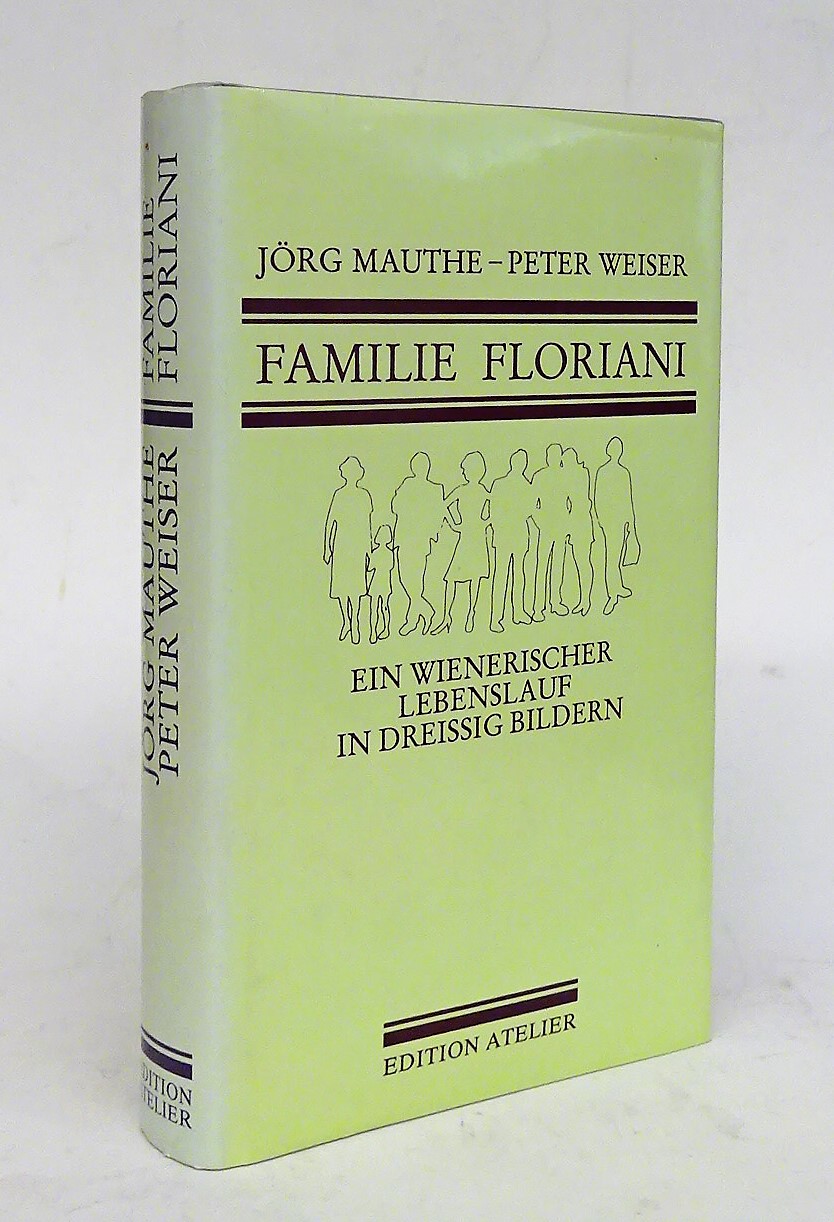 JÖRG MAUTHE – PETER WEISER
FAMILIE FLORIANI
EIN WIENERISCHER
LEBENSLAUF
IN DREISSIG BILDERN
EDITION ATELIER
FAMILIE
FLORIANI
JÖRG MAUTHE
PETER WEISER
EDITION
ATELIER